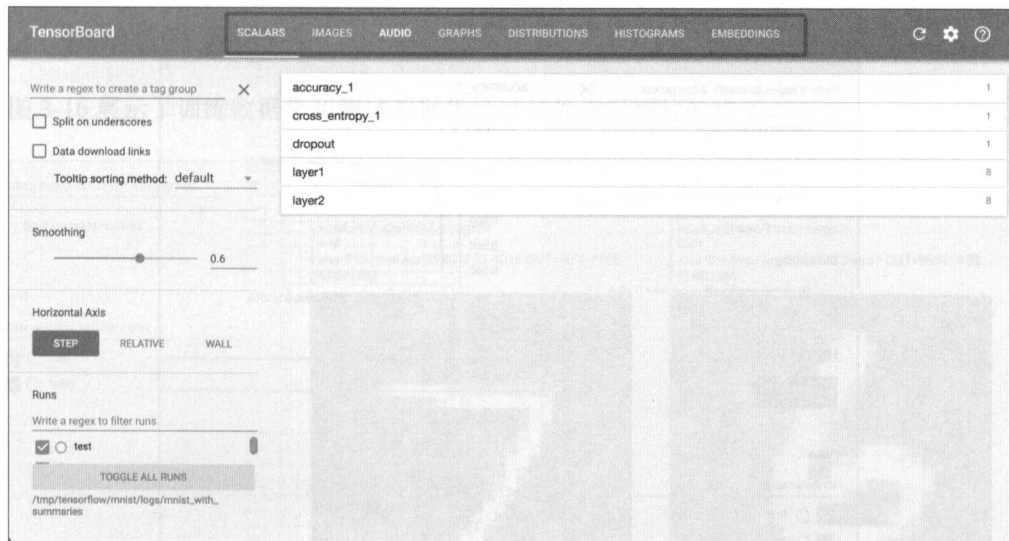 TensorBoard
SCALARS IMAGES AUDIO GRAPHS DISTRIBUTIONS HISTOGRAMS EMBEDDINGS
Write a regex to create a tag group
Split on underscores
Data download links
Tooltip sorting method: default
Smoothing
0.6
Horizontal Axis
STEP RELATIVE WALL
Runs
Write a regex to filter runs
test
TOGGLE ALL RUNS
/tmp/tensorflow/mnist/logs/mnist_with_
summaries
accuracy_1 1
cross_entropy_1 1
dropout 1
layer1 8
layer2 8